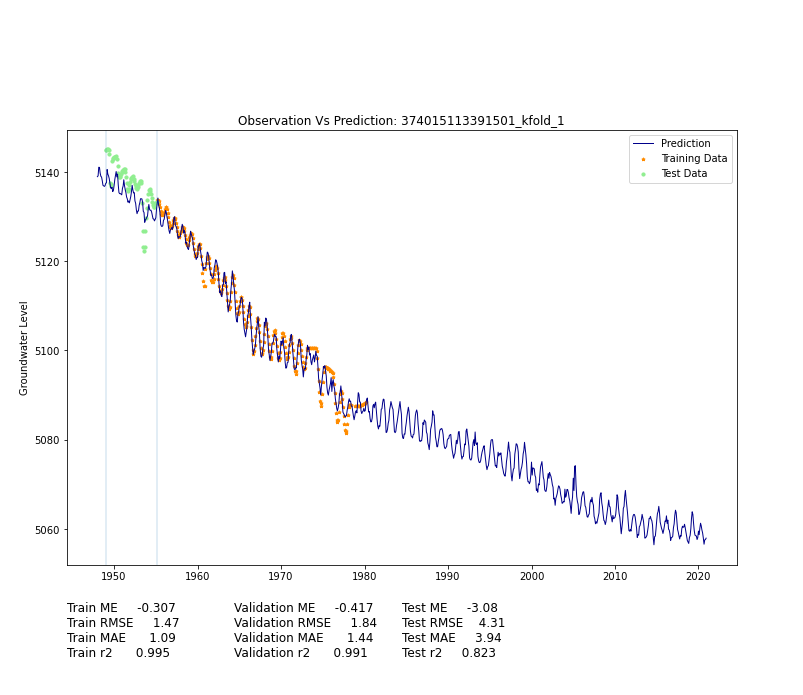 Observation Vs Prediction: 374015113391501_kfold_1
Prediction
Training Data
Test Data
5140
5120
5100
5080
5060
Groundwater Level
1950 1960 1970 1980 1990 2000 2010 2020
Train ME -0.307 Validation ME -0.417 Test ME -3.08
Train RMSE 1.47 Validation RMSE 1.84 Test RMSE 4.31
Train MAE 1.09 Validation MAE 1.44 Test MAE 3.94
Train r2 0.995 Validation r2 0.991 Test r2 0.823